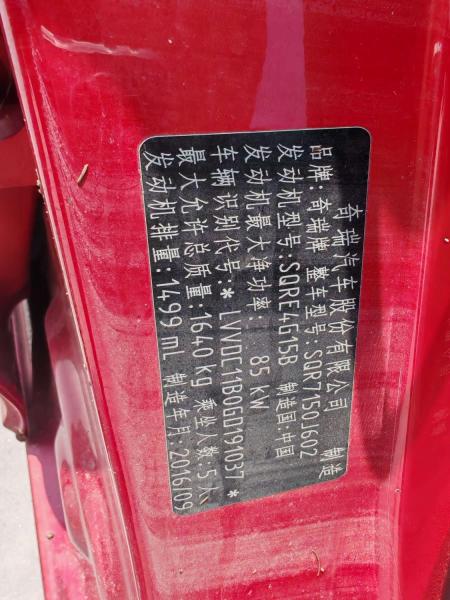 奇瑞汽车股份有限公司 制造
品牌:奇瑞牌 整车型号:SQR7150J602
发动机型号:SQRE4G15B 制造国:中国
发动机最大净功率: 85 KW
车辆识别代号:* LVVDC11B0GD791037 *
最大允许总质量:1640 kg 乘坐人数:5人
发动机排量:1499 mL 制造年月:2016/09